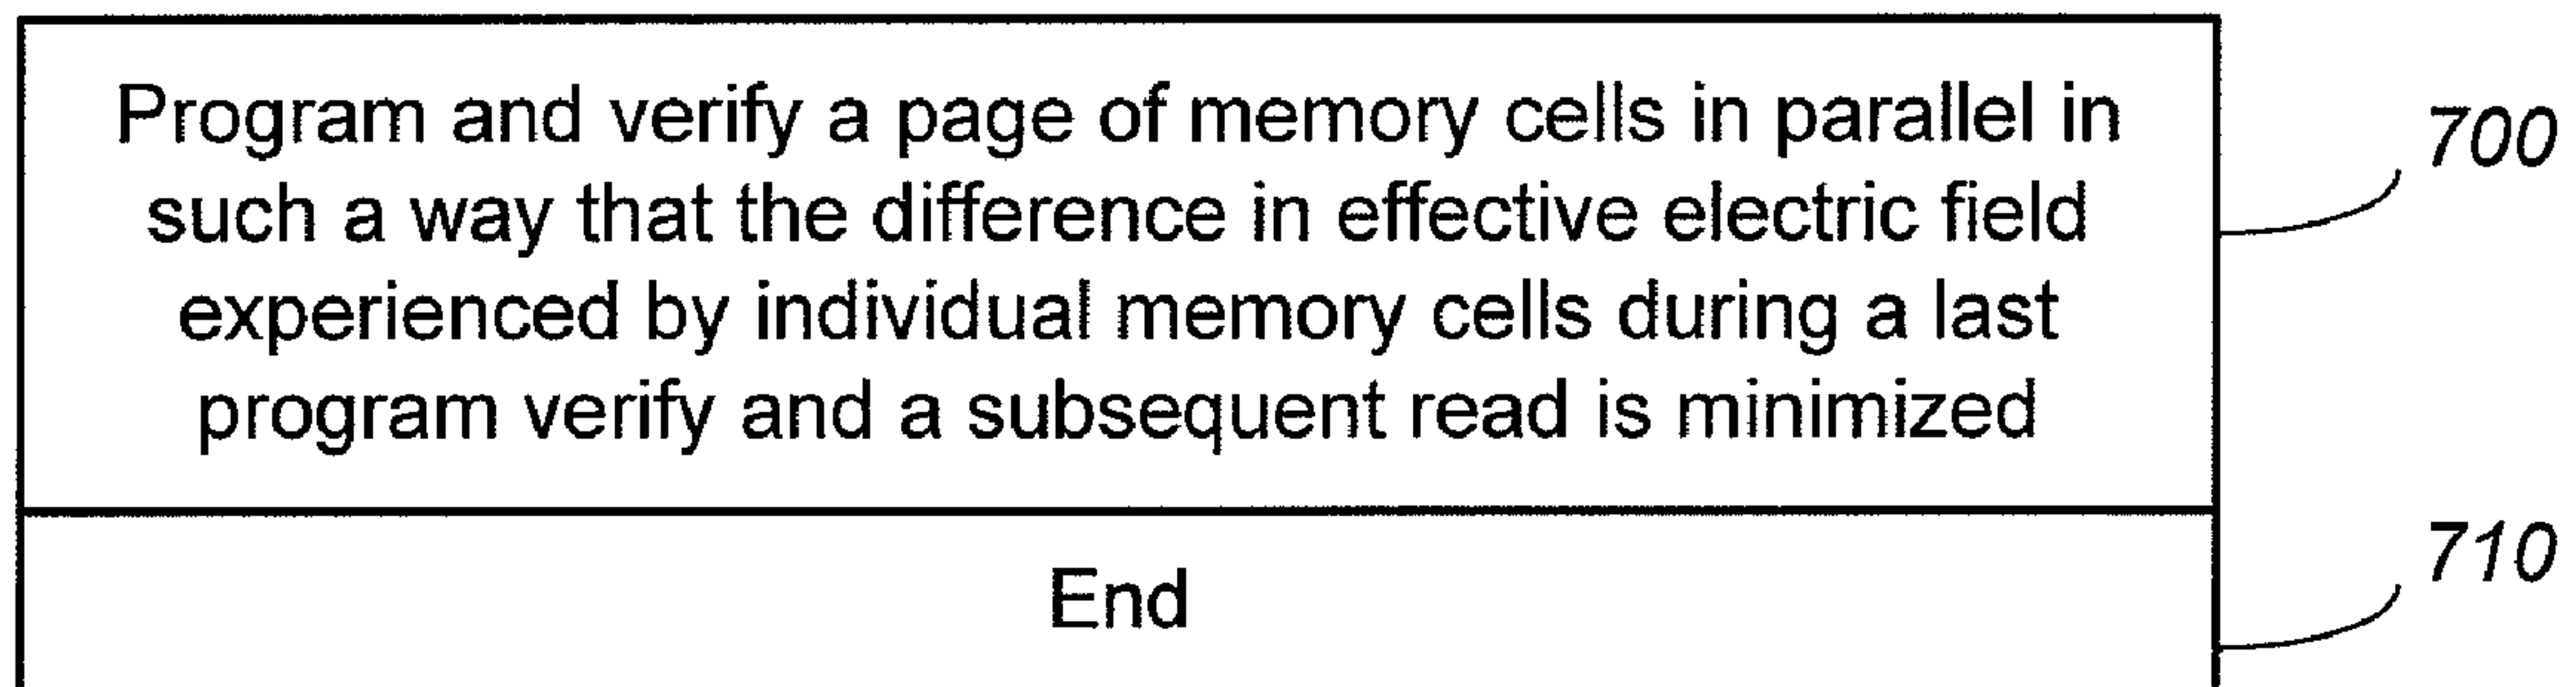 Program and verify a page of memory cells in parallel in
such a way that the difference in effective electric field
experienced by individual memory cells during a last
program verify and a subsequent read is minimized
700
End
710